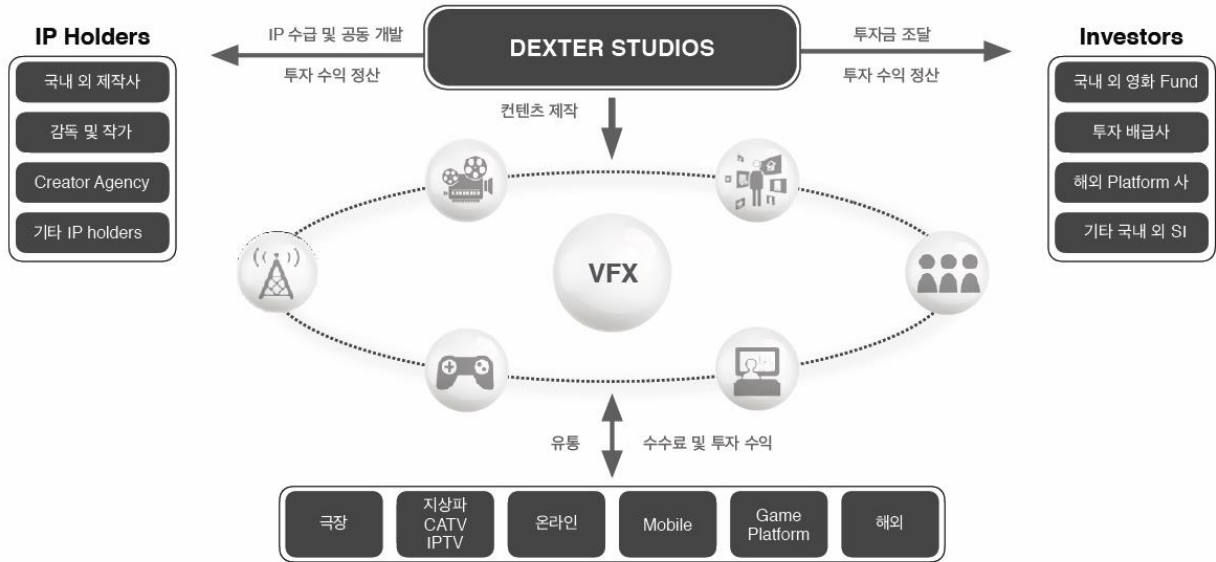 IP Holders
국내 외 제작사
감독 및 작가
Creator Agency
기타 IP holders
IP 수급 및 공동 개발
투자 수익 정산
DEXTER STUDIOS
투자금 조달
투자 수익 정산
Investors
국내 외 영화 Fund
투자 배급사
해외 Platform 사
기타 국내 외 SI
컨텐츠 제작
VFX
유통
수수료 및 투자 수익
극장
지상파
CATV
IPTV
온라인
Mobile
Game
Platform
해외